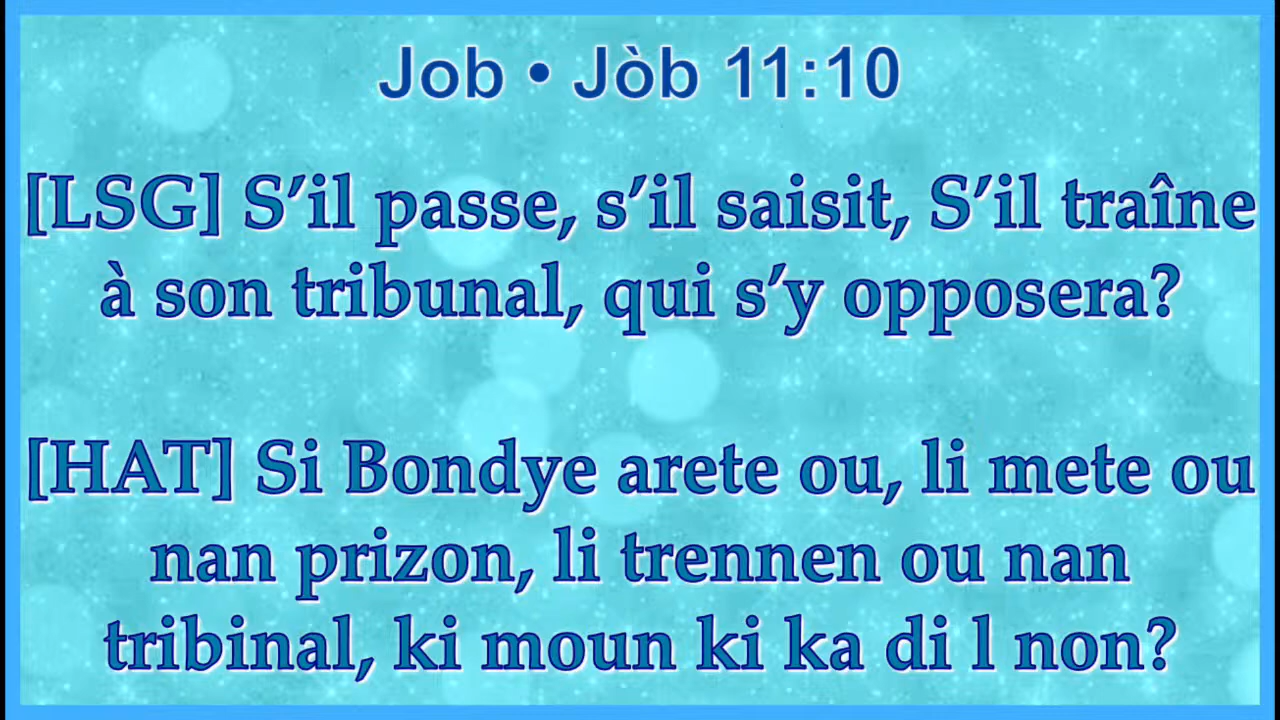 Job • Jòb 11:10
[LSG] S’il passe, s’il saisit, S’il traîne
à son tribunal, qui s’y opposera?
[HAT] Si Bondye arete ou, li mete ou
nan prizon, li trennen ou nan
tribinal, ki moun ki ka di l non?